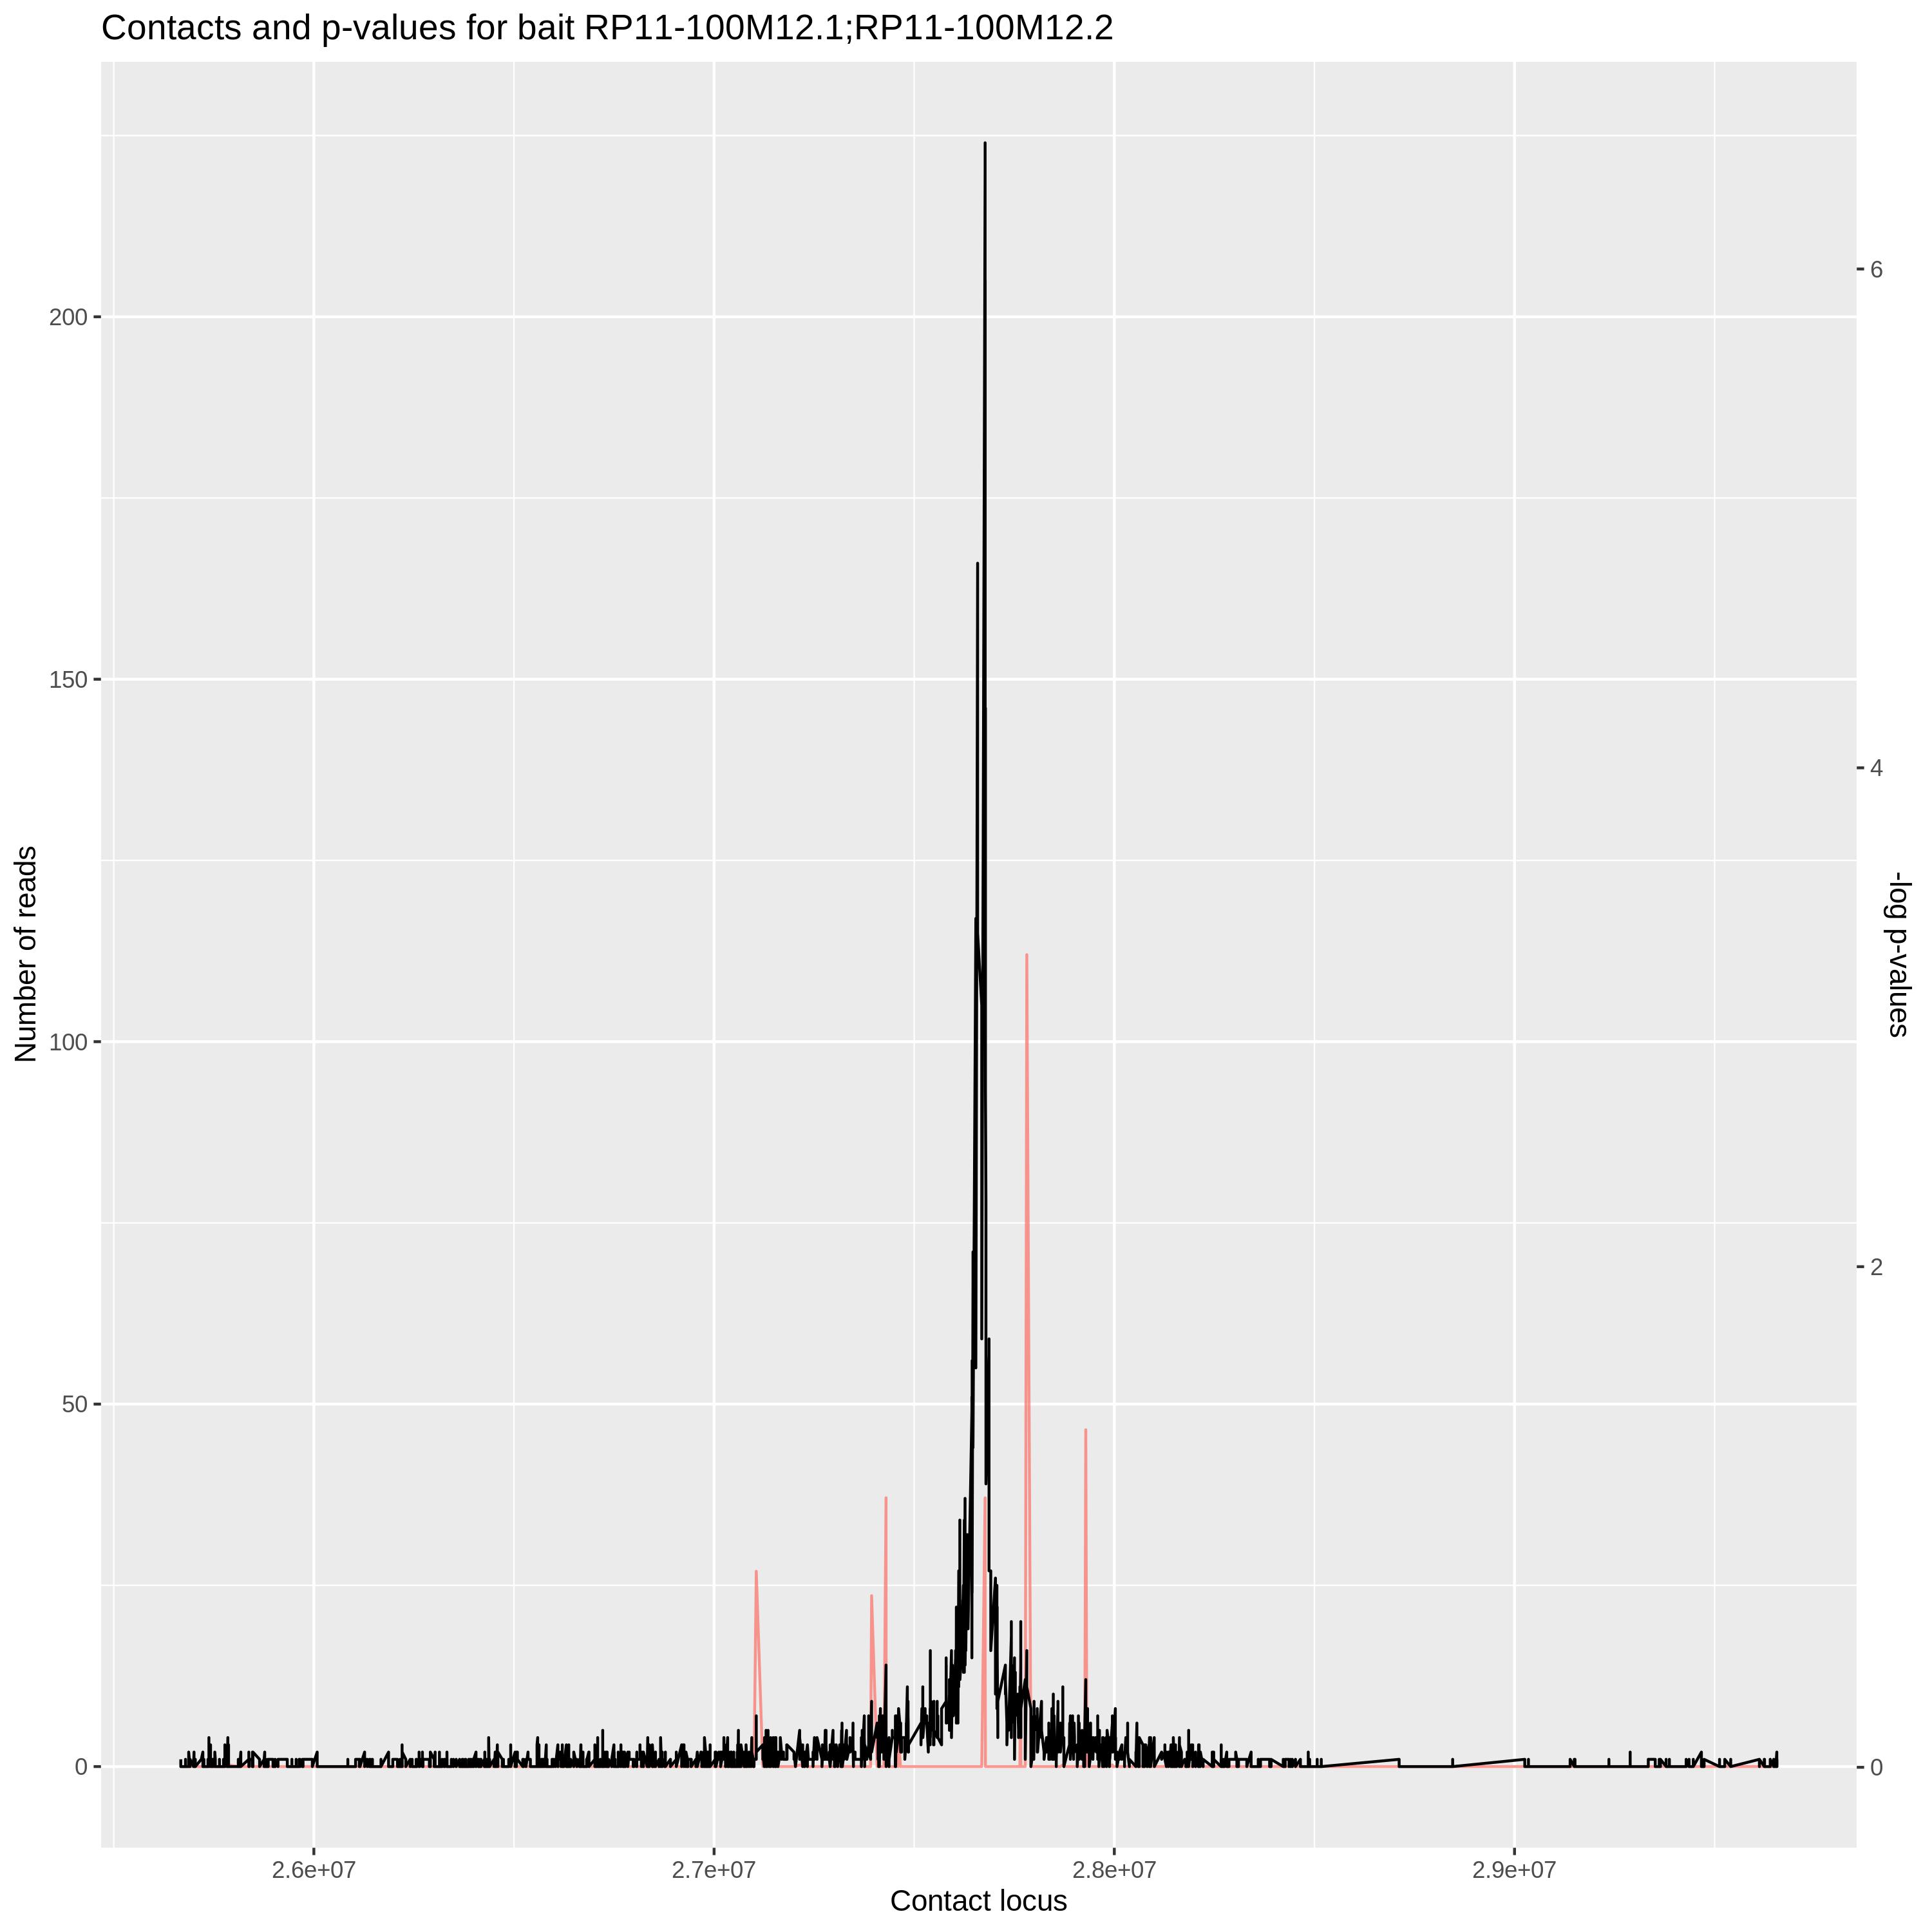 Contacts and p-values for bait RP11-100M12.1;RP11-100M12.2
200
150
100
50
0
Number of reads
6
4
2
0
-log p-values
2.6e+07 2.7e+07 2.8e+07 2.9e+07
Contact locus